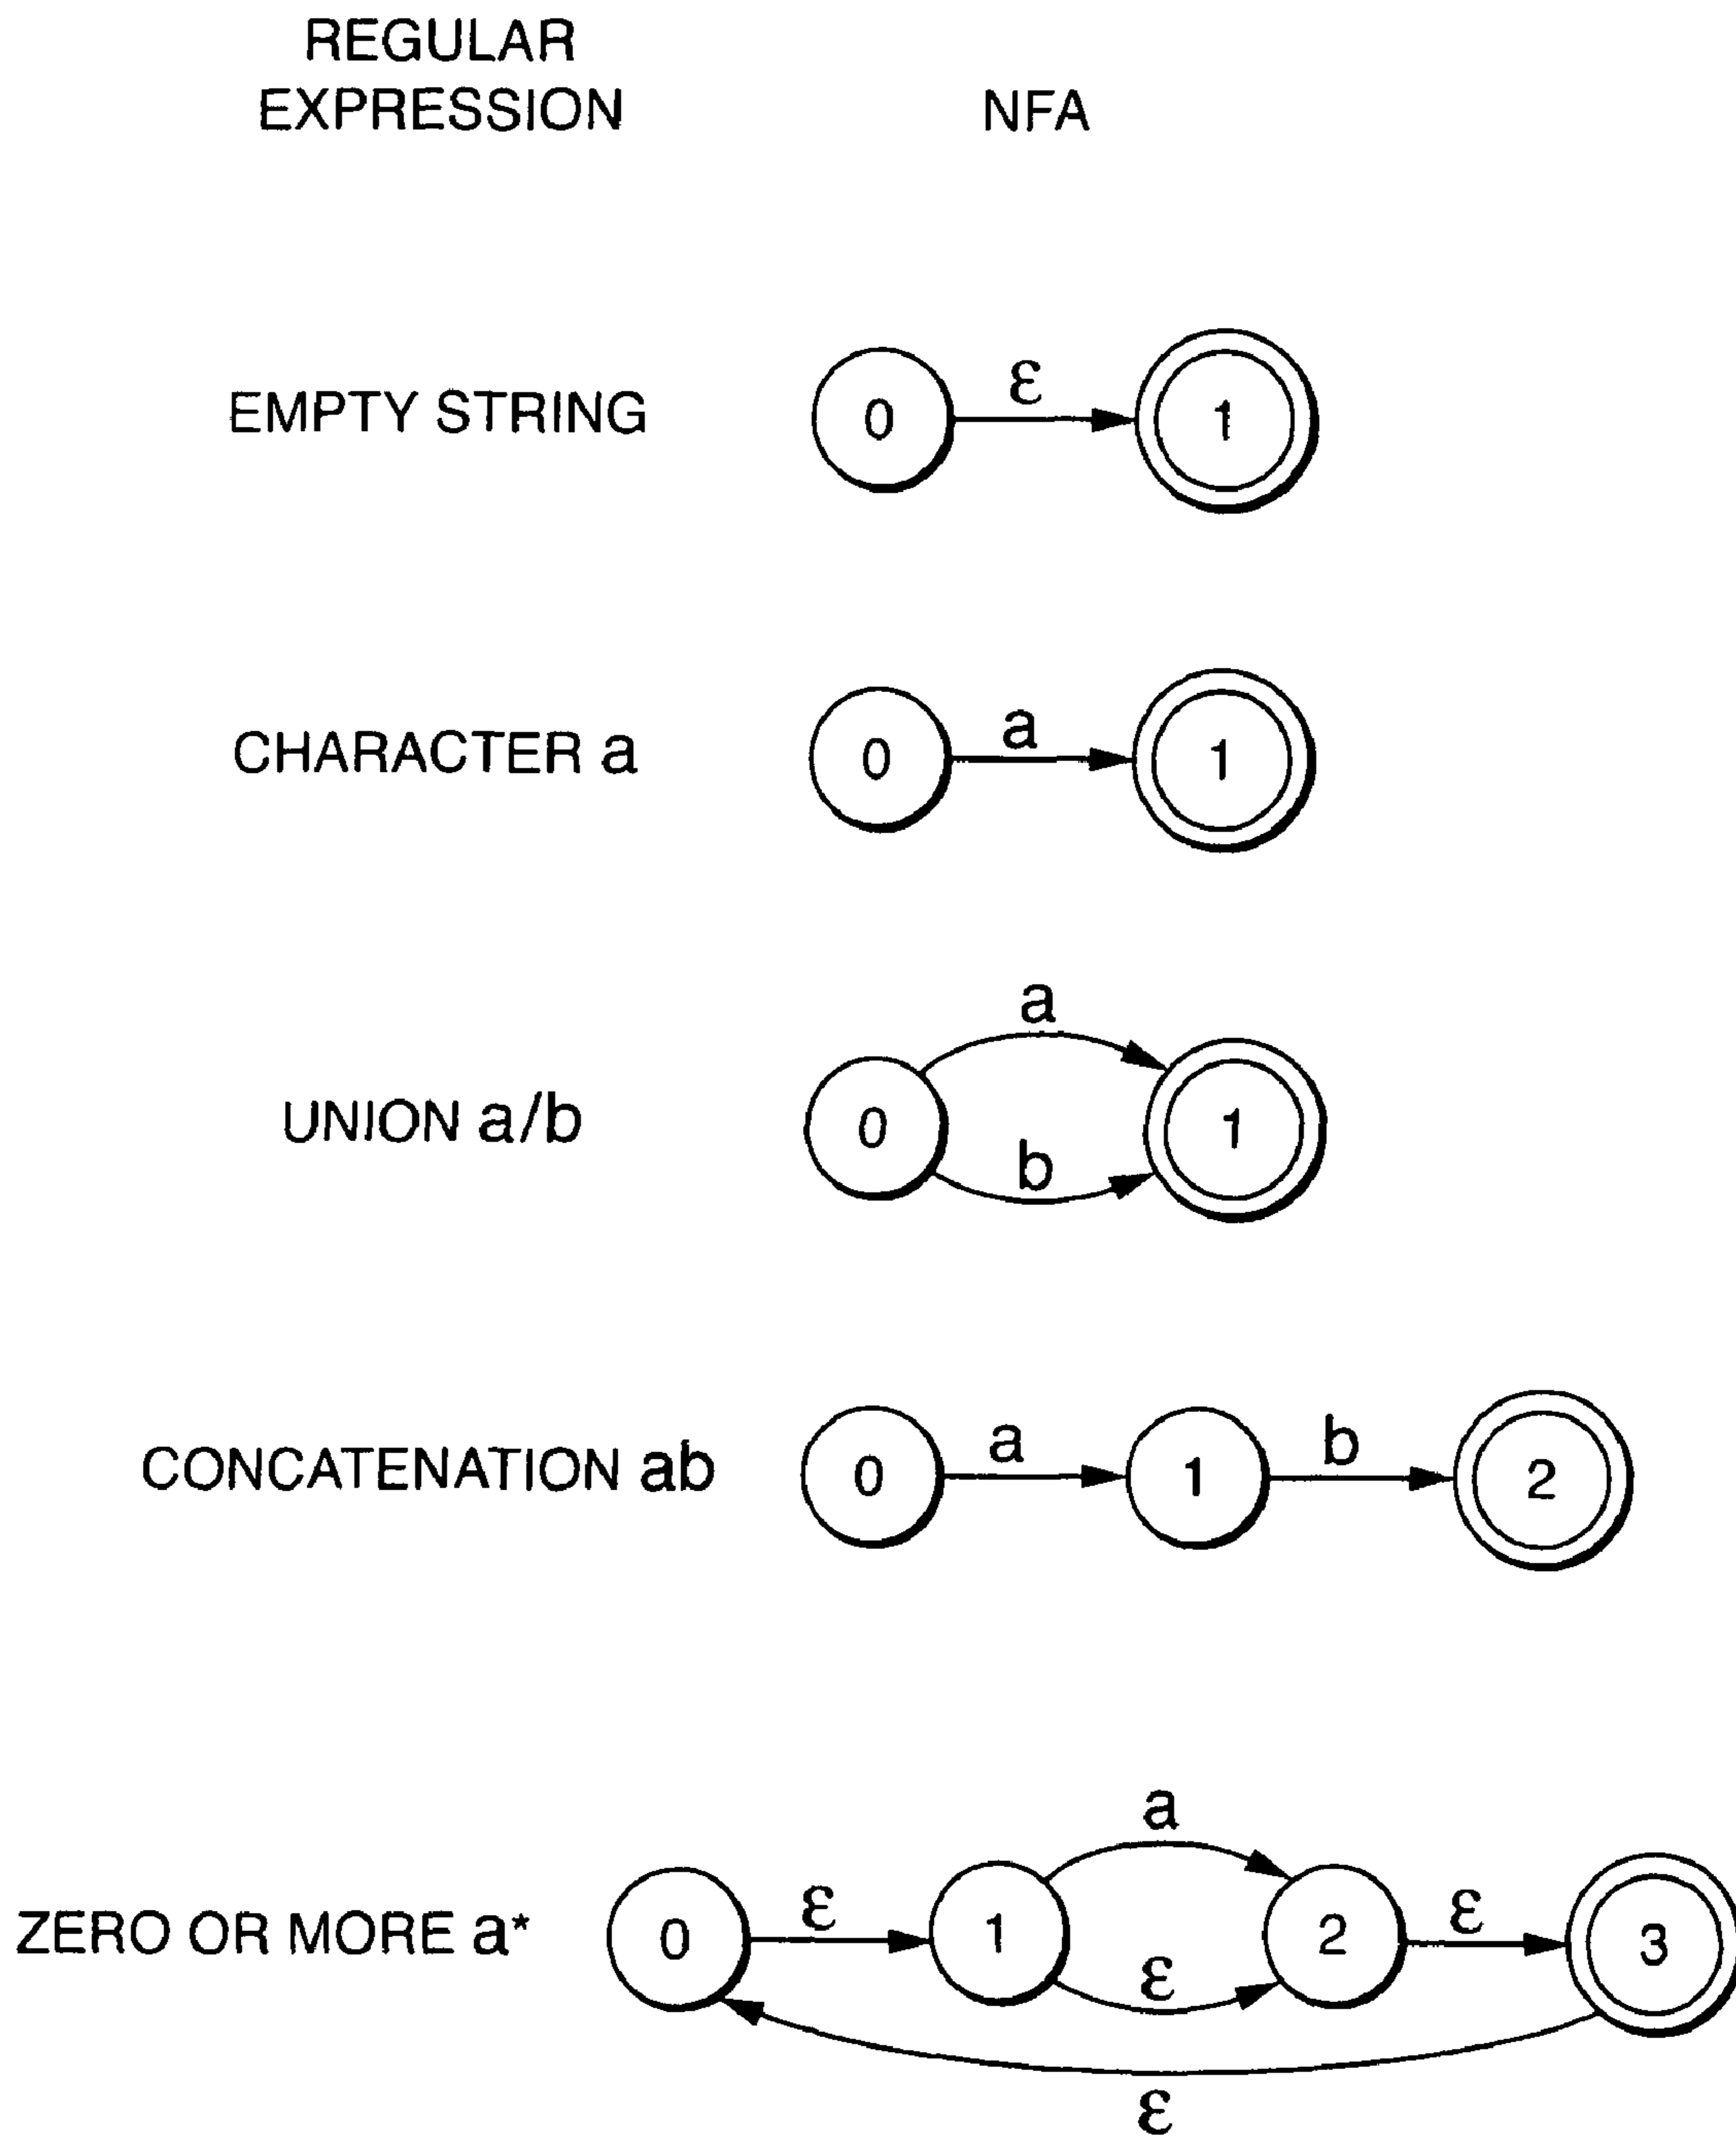 REGULAR
EXPRESSION
NFA
EMPTY STRING
0
ε
1
CHARACTER a
0
a
1
UNION a/b
0
a
b
1
CONCATENATION ab
0
a
1
b
2
ZERO OR MORE a*
0
ε
1
a
ε
2
ε
3
ε